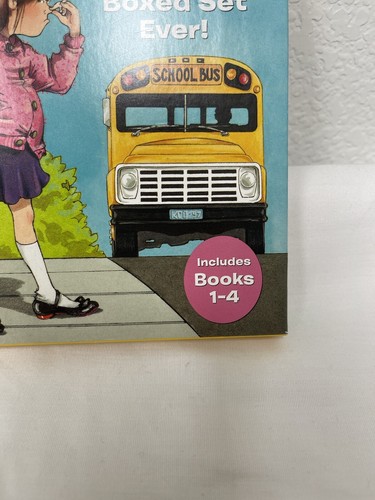 Boxed Set
Ever!
SCHOOL BUS
Includes
Books
1-4